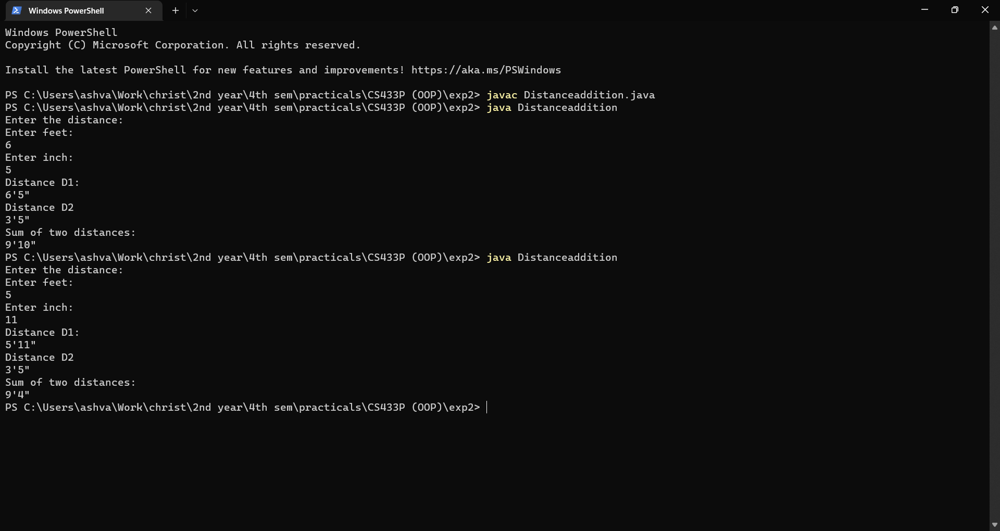 Windows PowerShell
Windows PowerShell
Copyright (C) Microsoft Corporation. All rights reserved.
Install the latest PowerShell for new features and improvements! https://aka.ms/PSWindows
PS C:\Users\ashva\Work\christ\2nd year\4th sem\practicals\CS433P (OOP)\exp2> javac Distanceaddition.java
PS C:\Users\ashva\Work\christ\2nd year\4th sem\practicals\CS433P (OOP)\exp2> java Distanceaddition
Enter the distance:
Enter feet:
6
Enter inch:
5
Distance D1:
6'5"
Distance D2
3'5"
Sum of two distances:
9'10"
PS C:\Users\ashva\Work\christ\2nd year\4th sem\practicals\CS433P (OOP)\exp2> java Distanceaddition
Enter the distance:
Enter feet:
5
Enter inch:
11
Distance D1:
5'11"
Distance D2
3'5"
Sum of two distances:
9'4"
PS C:\Users\ashva\Work\christ\2nd year\4th sem\practicals\CS433P (OOP)\exp2>